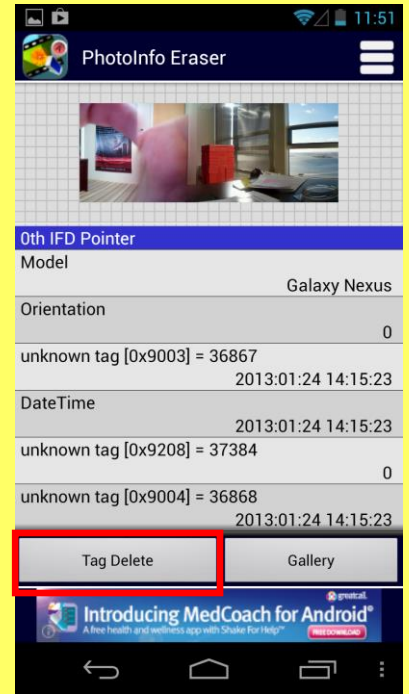 11:51
PhotoInfo Eraser
0th IFD Pointer
Model
Galaxy Nexus
Orientation
0
unknown tag [0x9003] = 36867
2013:01:24 14:15:23
DateTime
2013:01:24 14:15:23
unknown tag [0x9208] = 37384
0
unknown tag [0x9004] = 36868
2013:01:24 14:15:23
Tag Delete
Gallery
greatcall.
Introducing MedCoach for Android®
A free health and wellness app with Shake For Help™
FREE DOWNLOAD